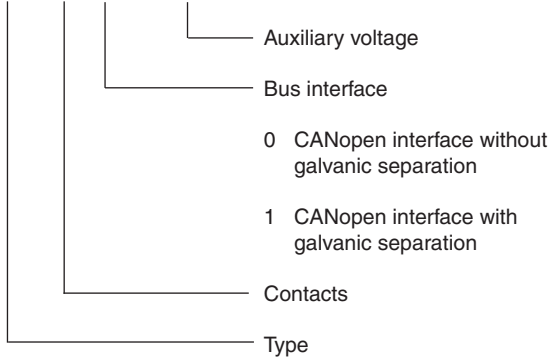 Auxiliary voltage
Bus interface
0 CANopen interface without
galvanic separation
1 CANopen interface with
galvanic separation
Contacts
Type